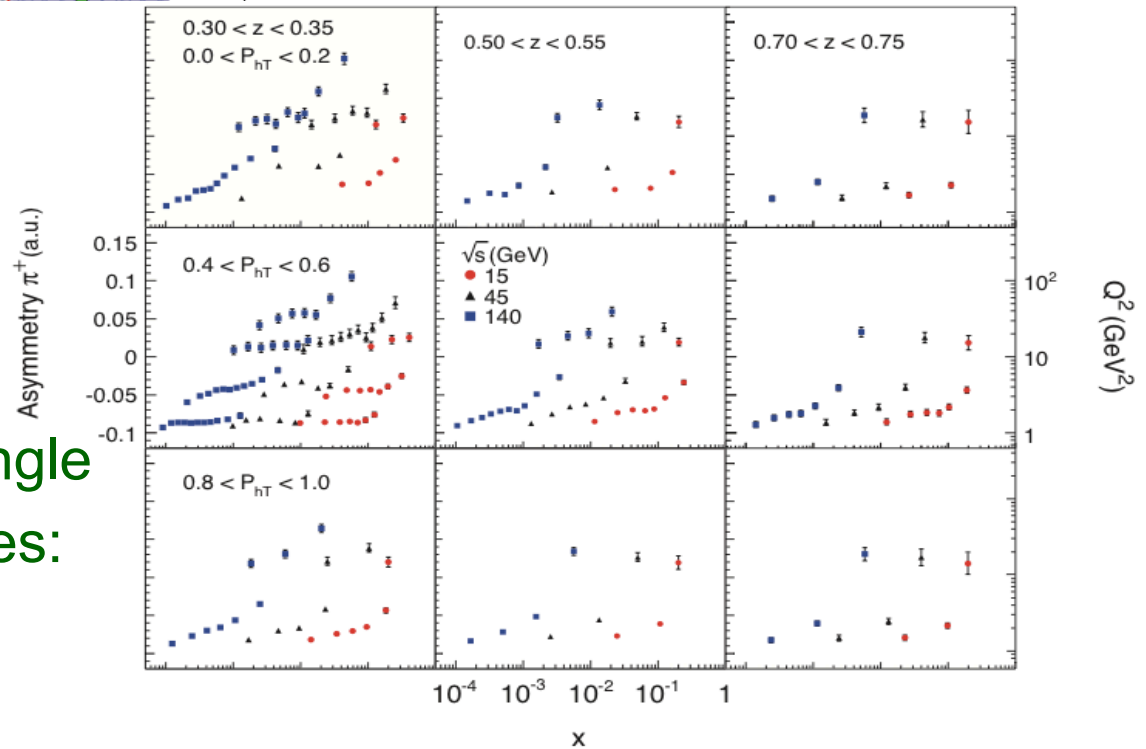 0.30 < z < 0.35
0.0 < P_hT < 0.2
0.50 < z < 0.55
0.70 < z < 0.75
Asymmetry π⁺ (a.u.)
0.15
0.1
0.05
0
-0.05
-0.1
0.4 < P_hT < 0.6
√s (GeV)
15
45
140
10²
10
1
Q² (GeV²)
ngle
es:
0.8 < P_hT < 1.0
10⁻⁴ 10⁻³ 10⁻² 10⁻¹ 1
x